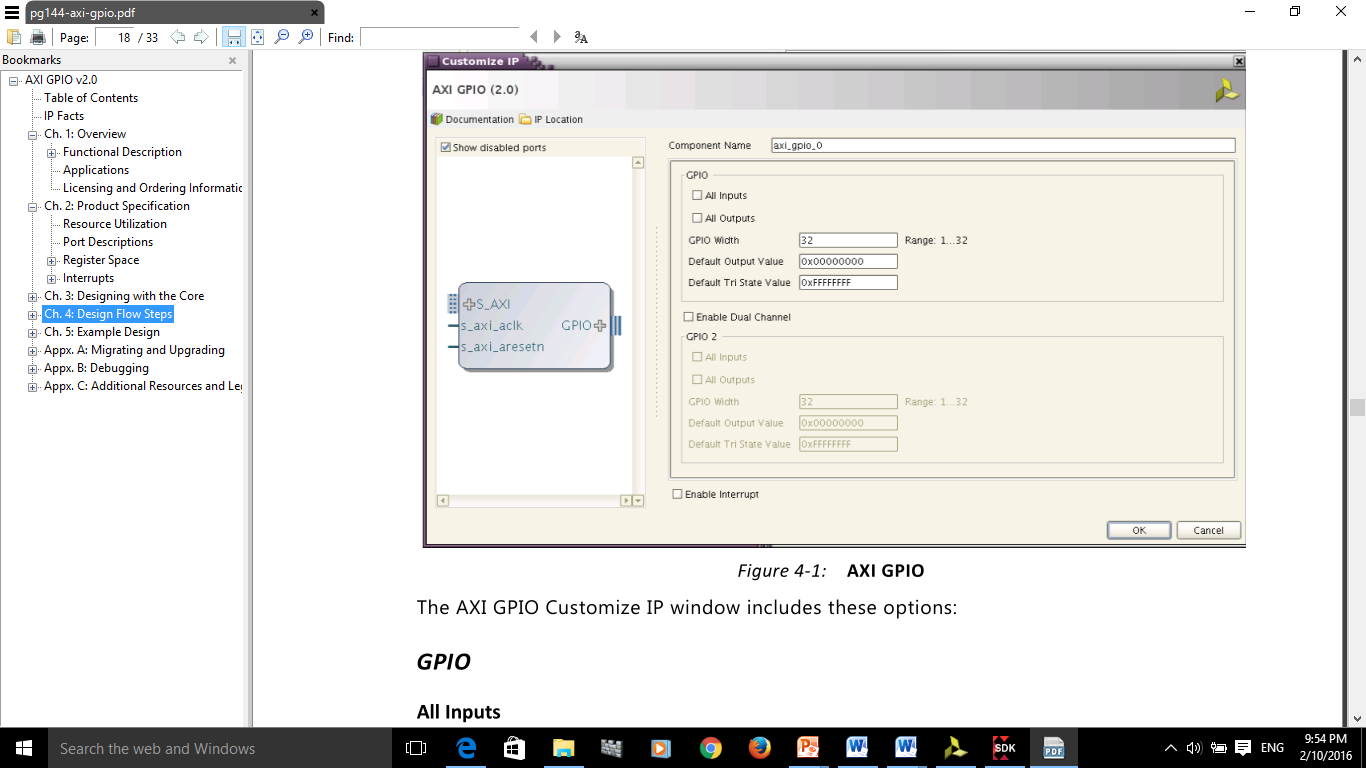 pg144-axi-gpio.pdf
Page: 18 / 33 Find:
Bookmarks
AXI GPIO v2.0
Table of Contents
IP Facts
Ch. 1: Overview
Functional Description
Applications
Licensing and Ordering Informatic
Ch. 2: Product Specification
Resource Utilization
Port Descriptions
Register Space
Interrupts
Ch. 3: Designing with the Core
Ch. 4: Design Flow Steps
Ch. 5: Example Design
Appx. A: Migrating and Upgrading
Appx. B: Debugging
Appx. C: Additional Resources and Le
Customize IP
AXI GPIO (2.0)
Documentation IP Location
Show disabled ports
S_AXI
s_axi_aclk GPIO
s_axi_aresetn
Component Name axi_gpio_0
GPIO
All Inputs
All Outputs
GPIO Width 32 Range: 1...32
Default Output Value 0x00000000
Default Tri State Value 0xFFFFFFFF
Enable Dual Channel
GPIO 2
All Inputs
All Outputs
GPIO Width 32 Range: 1...32
Default Output Value 0x00000000
Default Tri State Value 0xFFFFFFFF
Enable Interrupt
OK Cancel
Figure 4-1: AXI GPIO
The AXI GPIO Customize IP window includes these options:
GPIO
All Inputs
Search the web and Windows
SDK
PDF
ENG
9:54 PM
2/10/2016